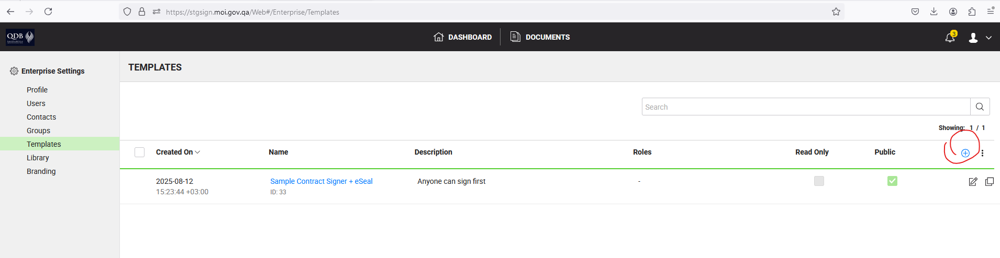 https://stgsign.moi.gov.qa/Web#/Enterprise/Templates
QDB
DASHBOARD
DOCUMENTS
3
Enterprise Settings
Profile
Users
Contacts
Groups
Templates
Library
Branding
TEMPLATES
Search
Showing: 1 / 1
Created On Name Description Roles Read Only Public
2025-08-12 Sample Contract Signer + eSeal Anyone can sign first -
15:23:44 +03:00 ID: 33